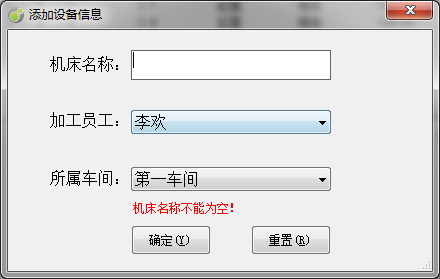 添加设备信息
机床名称：
加工员工： 李欢
所属车间： 第一车间
机床名称不能为空！
确定(Y) 重置(R)